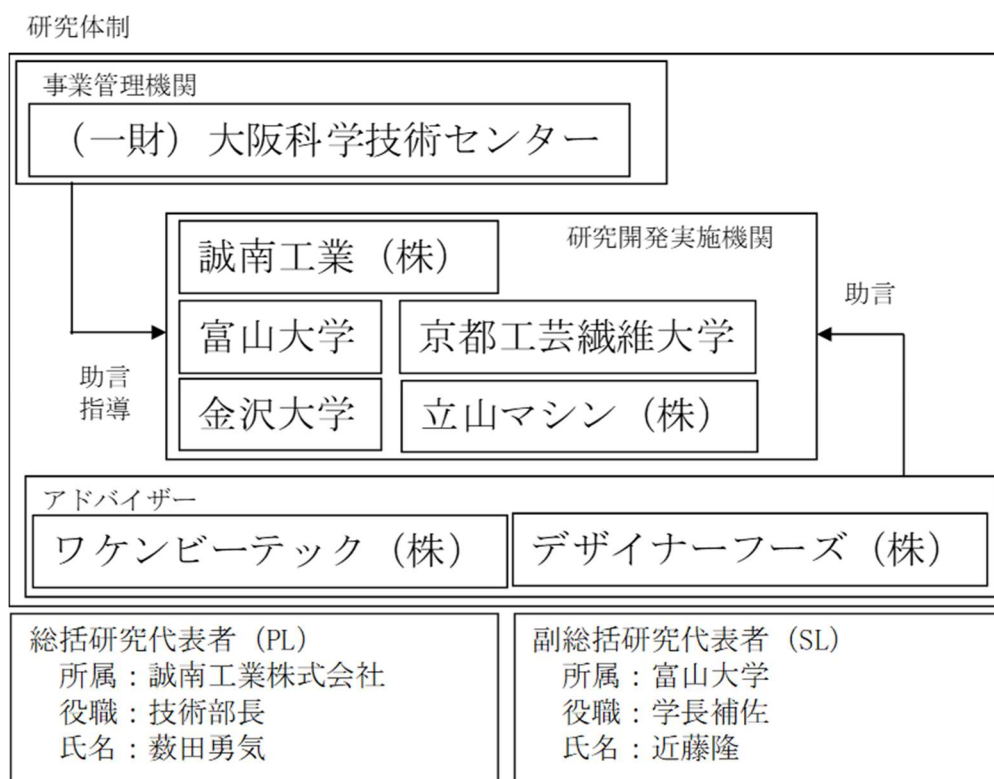 研究体制
事業管理機関
（一財）大阪科学技術センター
研究開発実施機関
誠南工業（株）
富山大学
京都工芸繊維大学
金沢大学
立山マシン（株）
助言
指導
助言
アドバイザー
ワケンビーテック（株）
デザイナーフーズ（株）
総括研究代表者（PL）
所属：誠南工業株式会社
役職：技術部長
氏名：薮田勇気
副総括研究代表者（SL）
所属：富山大学
役職：学長補佐
氏名：近藤隆